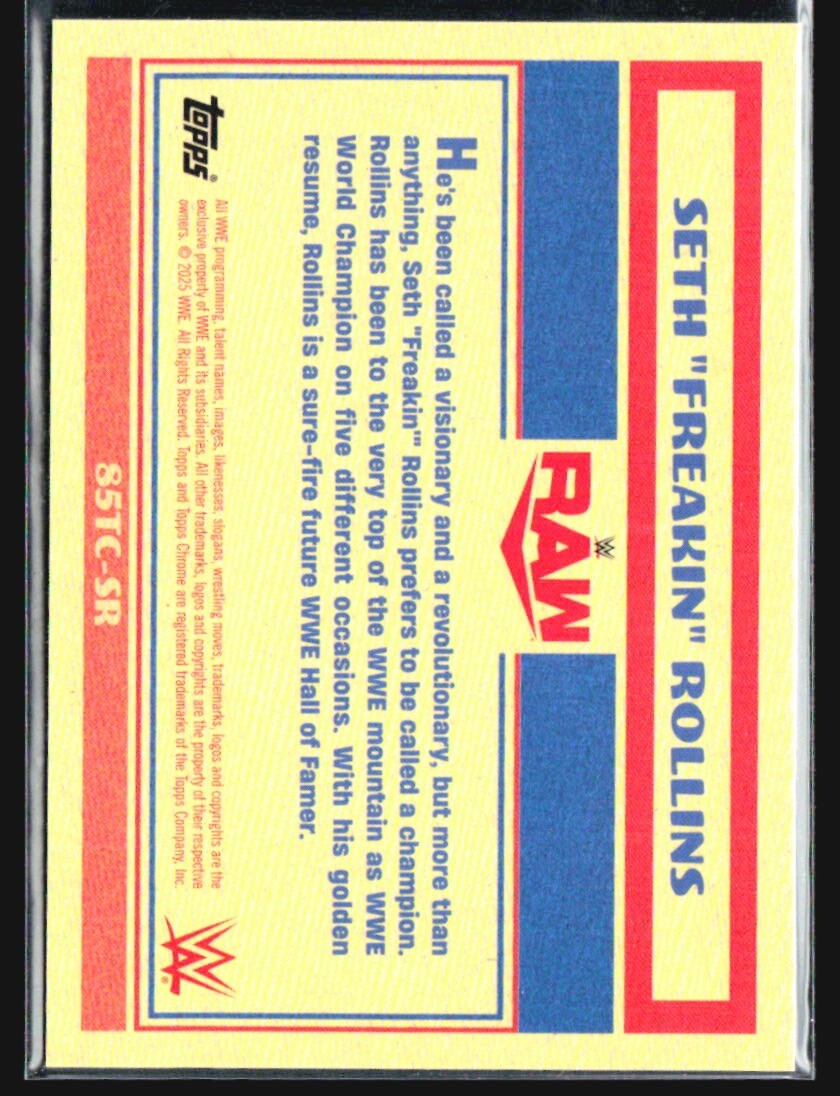 SETH "FREAKIN" ROLLINS
W
RAW
He's been called a visionary and a revolutionary, but more than
anything, Seth "Freakin" Rollins prefers to be called a champion.
Rollins has been to the very top of the WWE mountain as WWE
World Champion on five different occasions. With his golden
resume, Rollins is a sure-fire future WWE Hall of Famer.
topps®
All WWE programming, talent names, images, likenesses, slogans, wrestling moves, trademarks, logos and copyrights are the
exclusive property of WWE and its subsidiaries. All other trademarks, logos and copyrights are the property of their respective
owners. © 2025 WWE. All Rights Reserved. Topps and Topps Chrome are registered trademarks of the Topps Company, Inc.
W®
85TC-SR